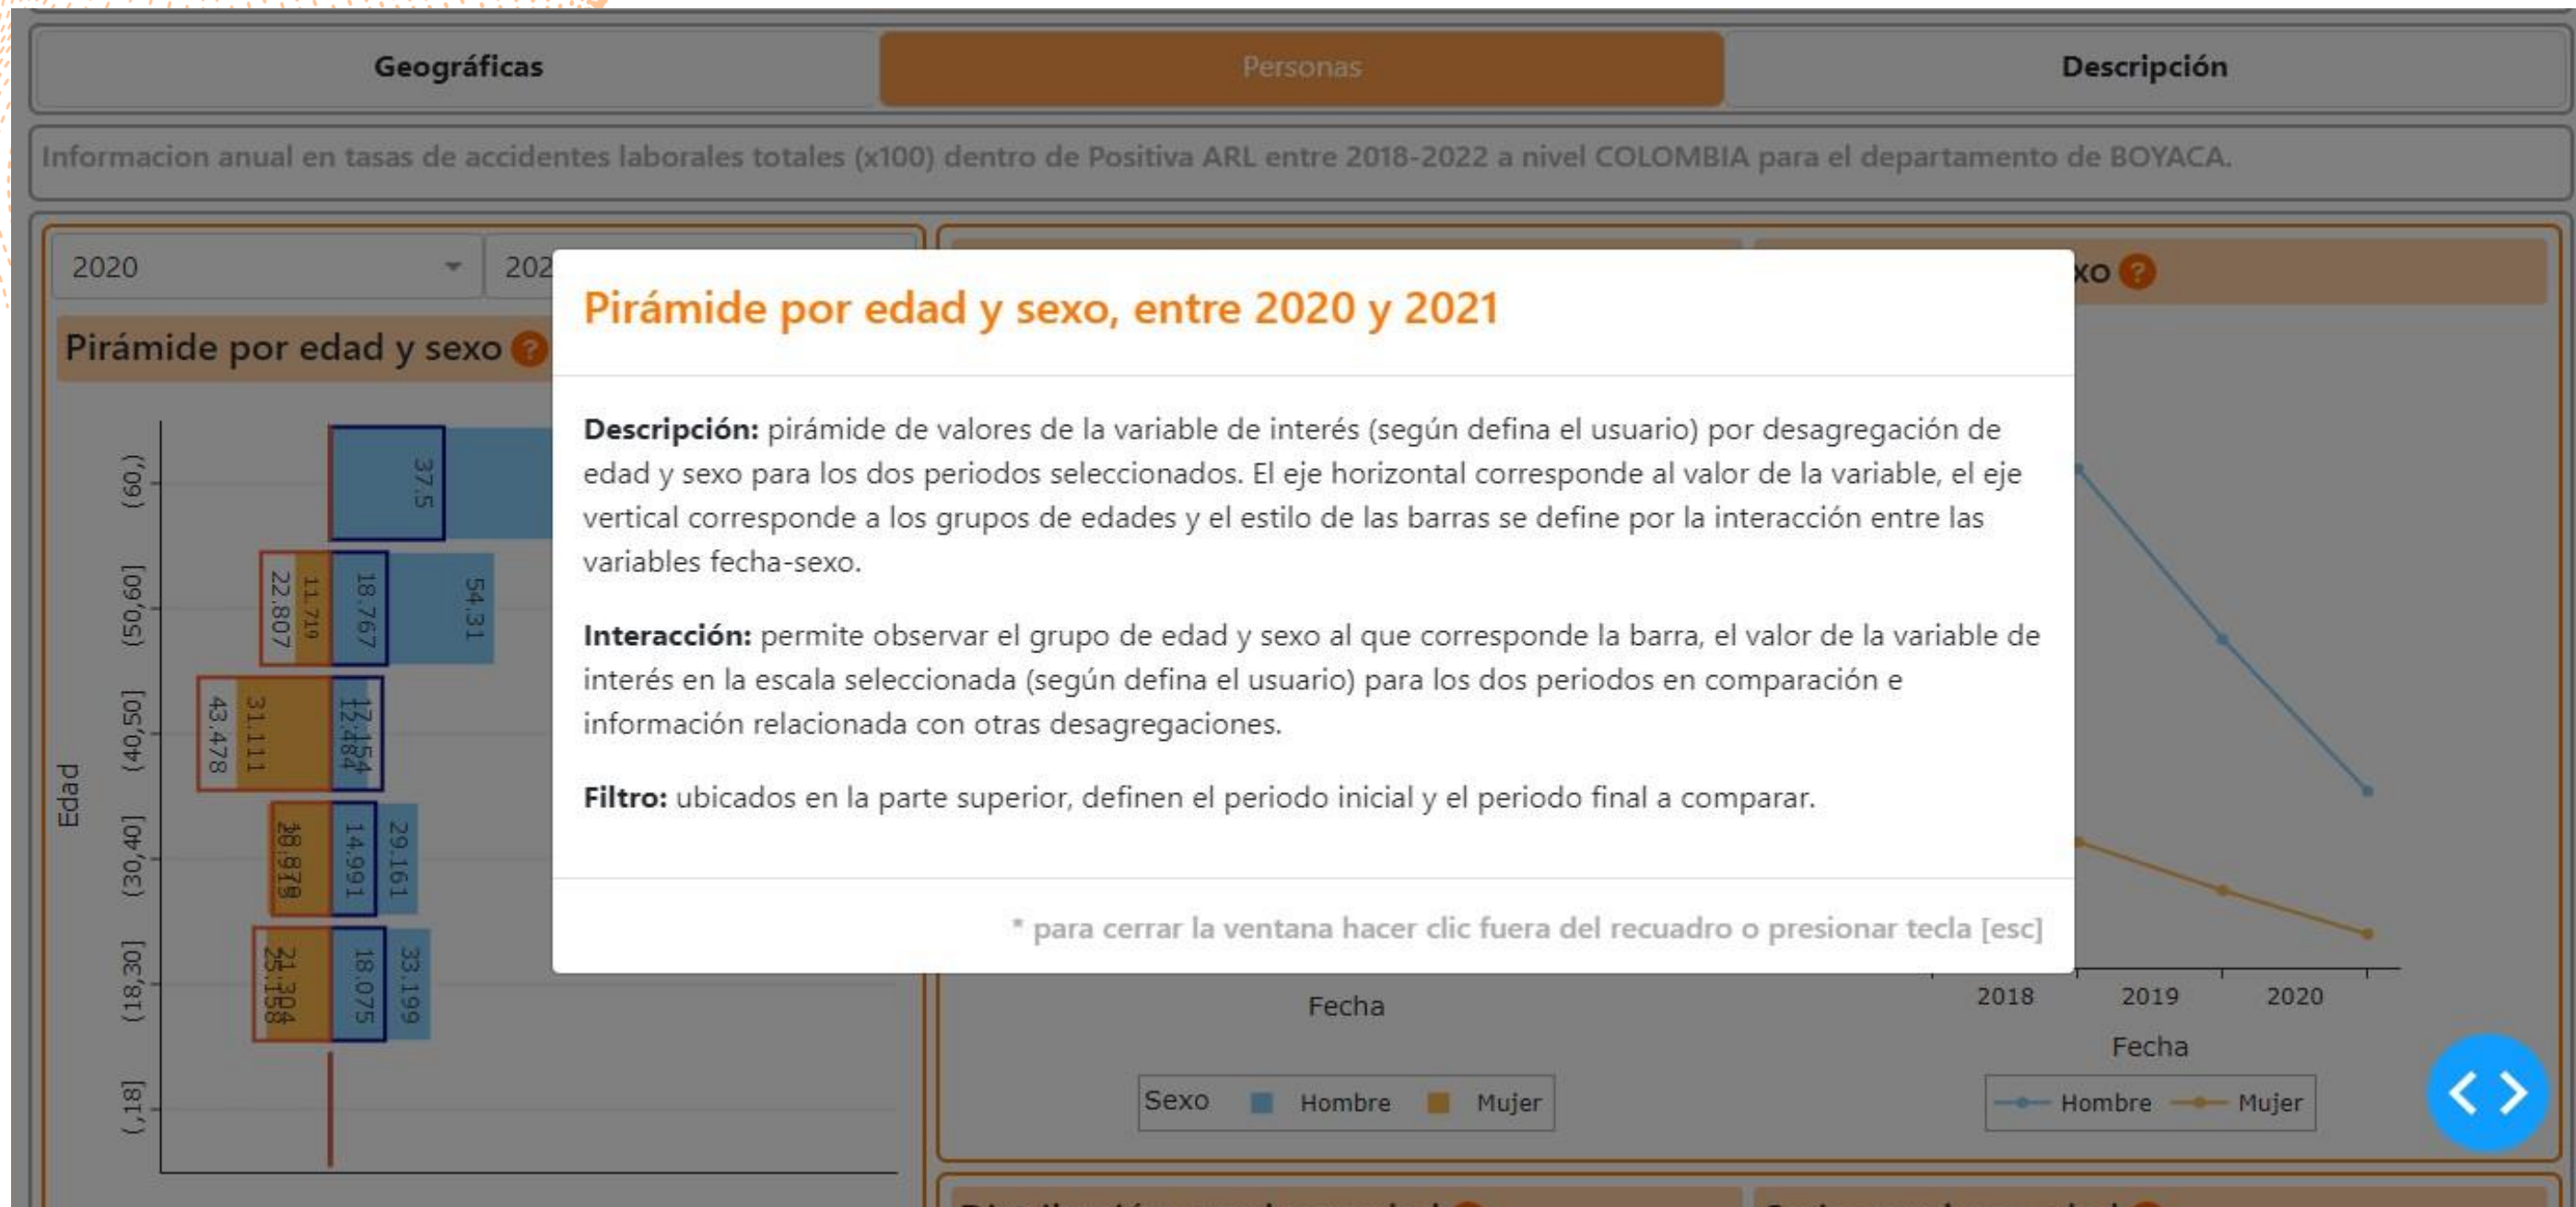 Geográficas
Personas
Descripción
Informacion anual en tasas de accidentes laborales totales (x100) dentro de Positiva ARL entre 2018-2022 a nivel COLOMBIA para el departamento de BOYACA.
2020
202
xo ?
Pirámide por edad y sexo ?
Pirámide por edad y sexo, entre 2020 y 2021
Descripción: pirámide de valores de la variable de interés (según defina el usuario) por desagregación de
edad y sexo para los dos periodos seleccionados. El eje horizontal corresponde al valor de la variable, el eje
vertical corresponde a los grupos de edades y el estilo de las barras se define por la interacción entre las
variables fecha-sexo.
Interacción: permite observar el grupo de edad y sexo al que corresponde la barra, el valor de la variable de
interés en la escala seleccionada (según defina el usuario) para los dos periodos en comparación e
información relacionada con otras desagregaciones.
Filtro: ubicados en la parte superior, definen el periodo inicial y el periodo final a comparar.
* para cerrar la ventana hacer clic fuera del recuadro o presionar tecla [esc]
Edad
(60,)
37.5
(50,60]
22.807
11.719
18.767
54.31
(40,50]
43.478
31.111
17.154
12.484
(30,40]
14.991
29.161
(18,30]
21.304
25.158
18.075
33.199
(,18]
Fecha
Sexo
Hombre
Mujer
2018
2019
2020
Fecha
Hombre
Mujer